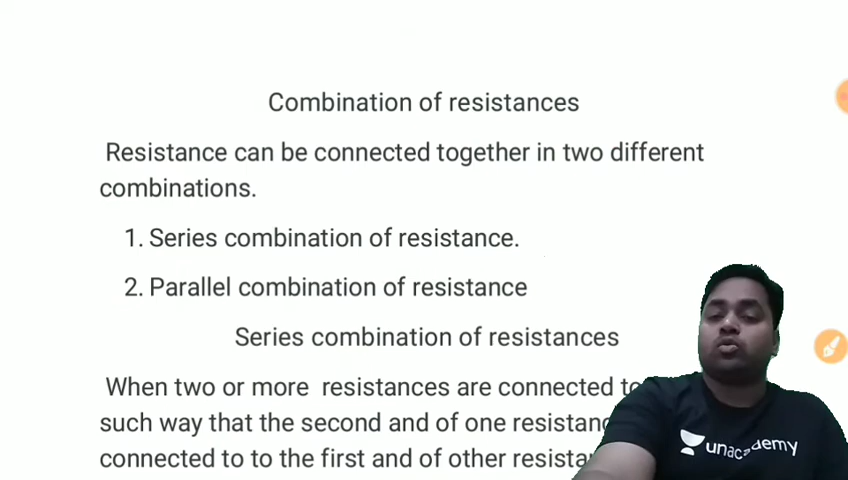 Combination of resistances
Resistance can be connected together in two different
combinations.
1. Series combination of resistance.
2. Parallel combination of resistance
Series combination of resistances
When two or more resistances are connected
such way that the second and of one
connected to to the first and of other
unacademy